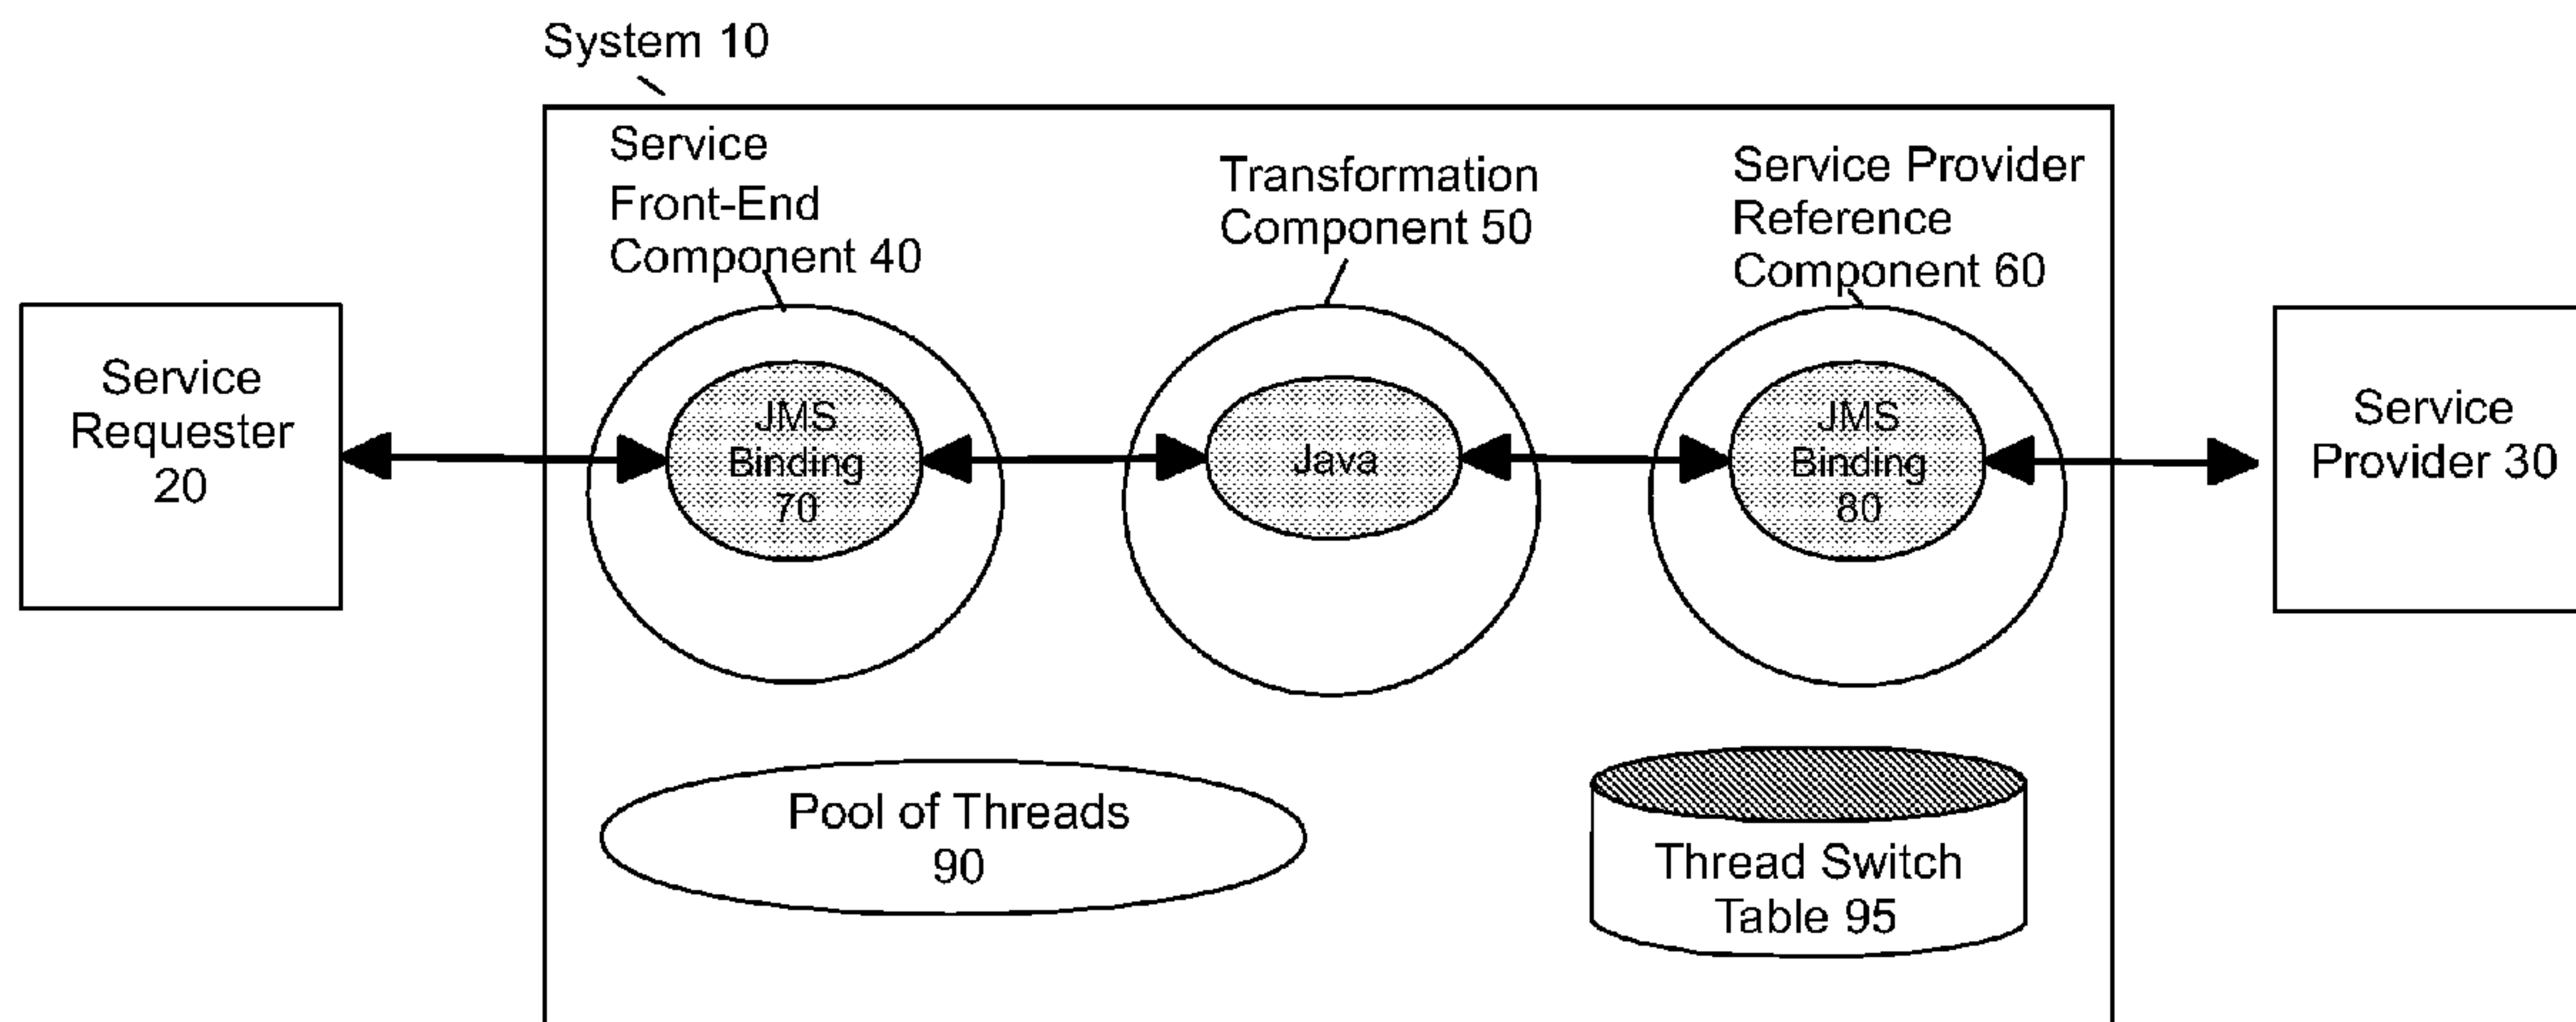 System 10
Service
Front-End
Component 40
Transformation
Component 50
Service Provider
Reference
Component 60
Service
Requester
20
JMS
Binding
70
Java
JMS
Binding
80
Service
Provider 30
Pool of Threads
90
Thread Switch
Table 95